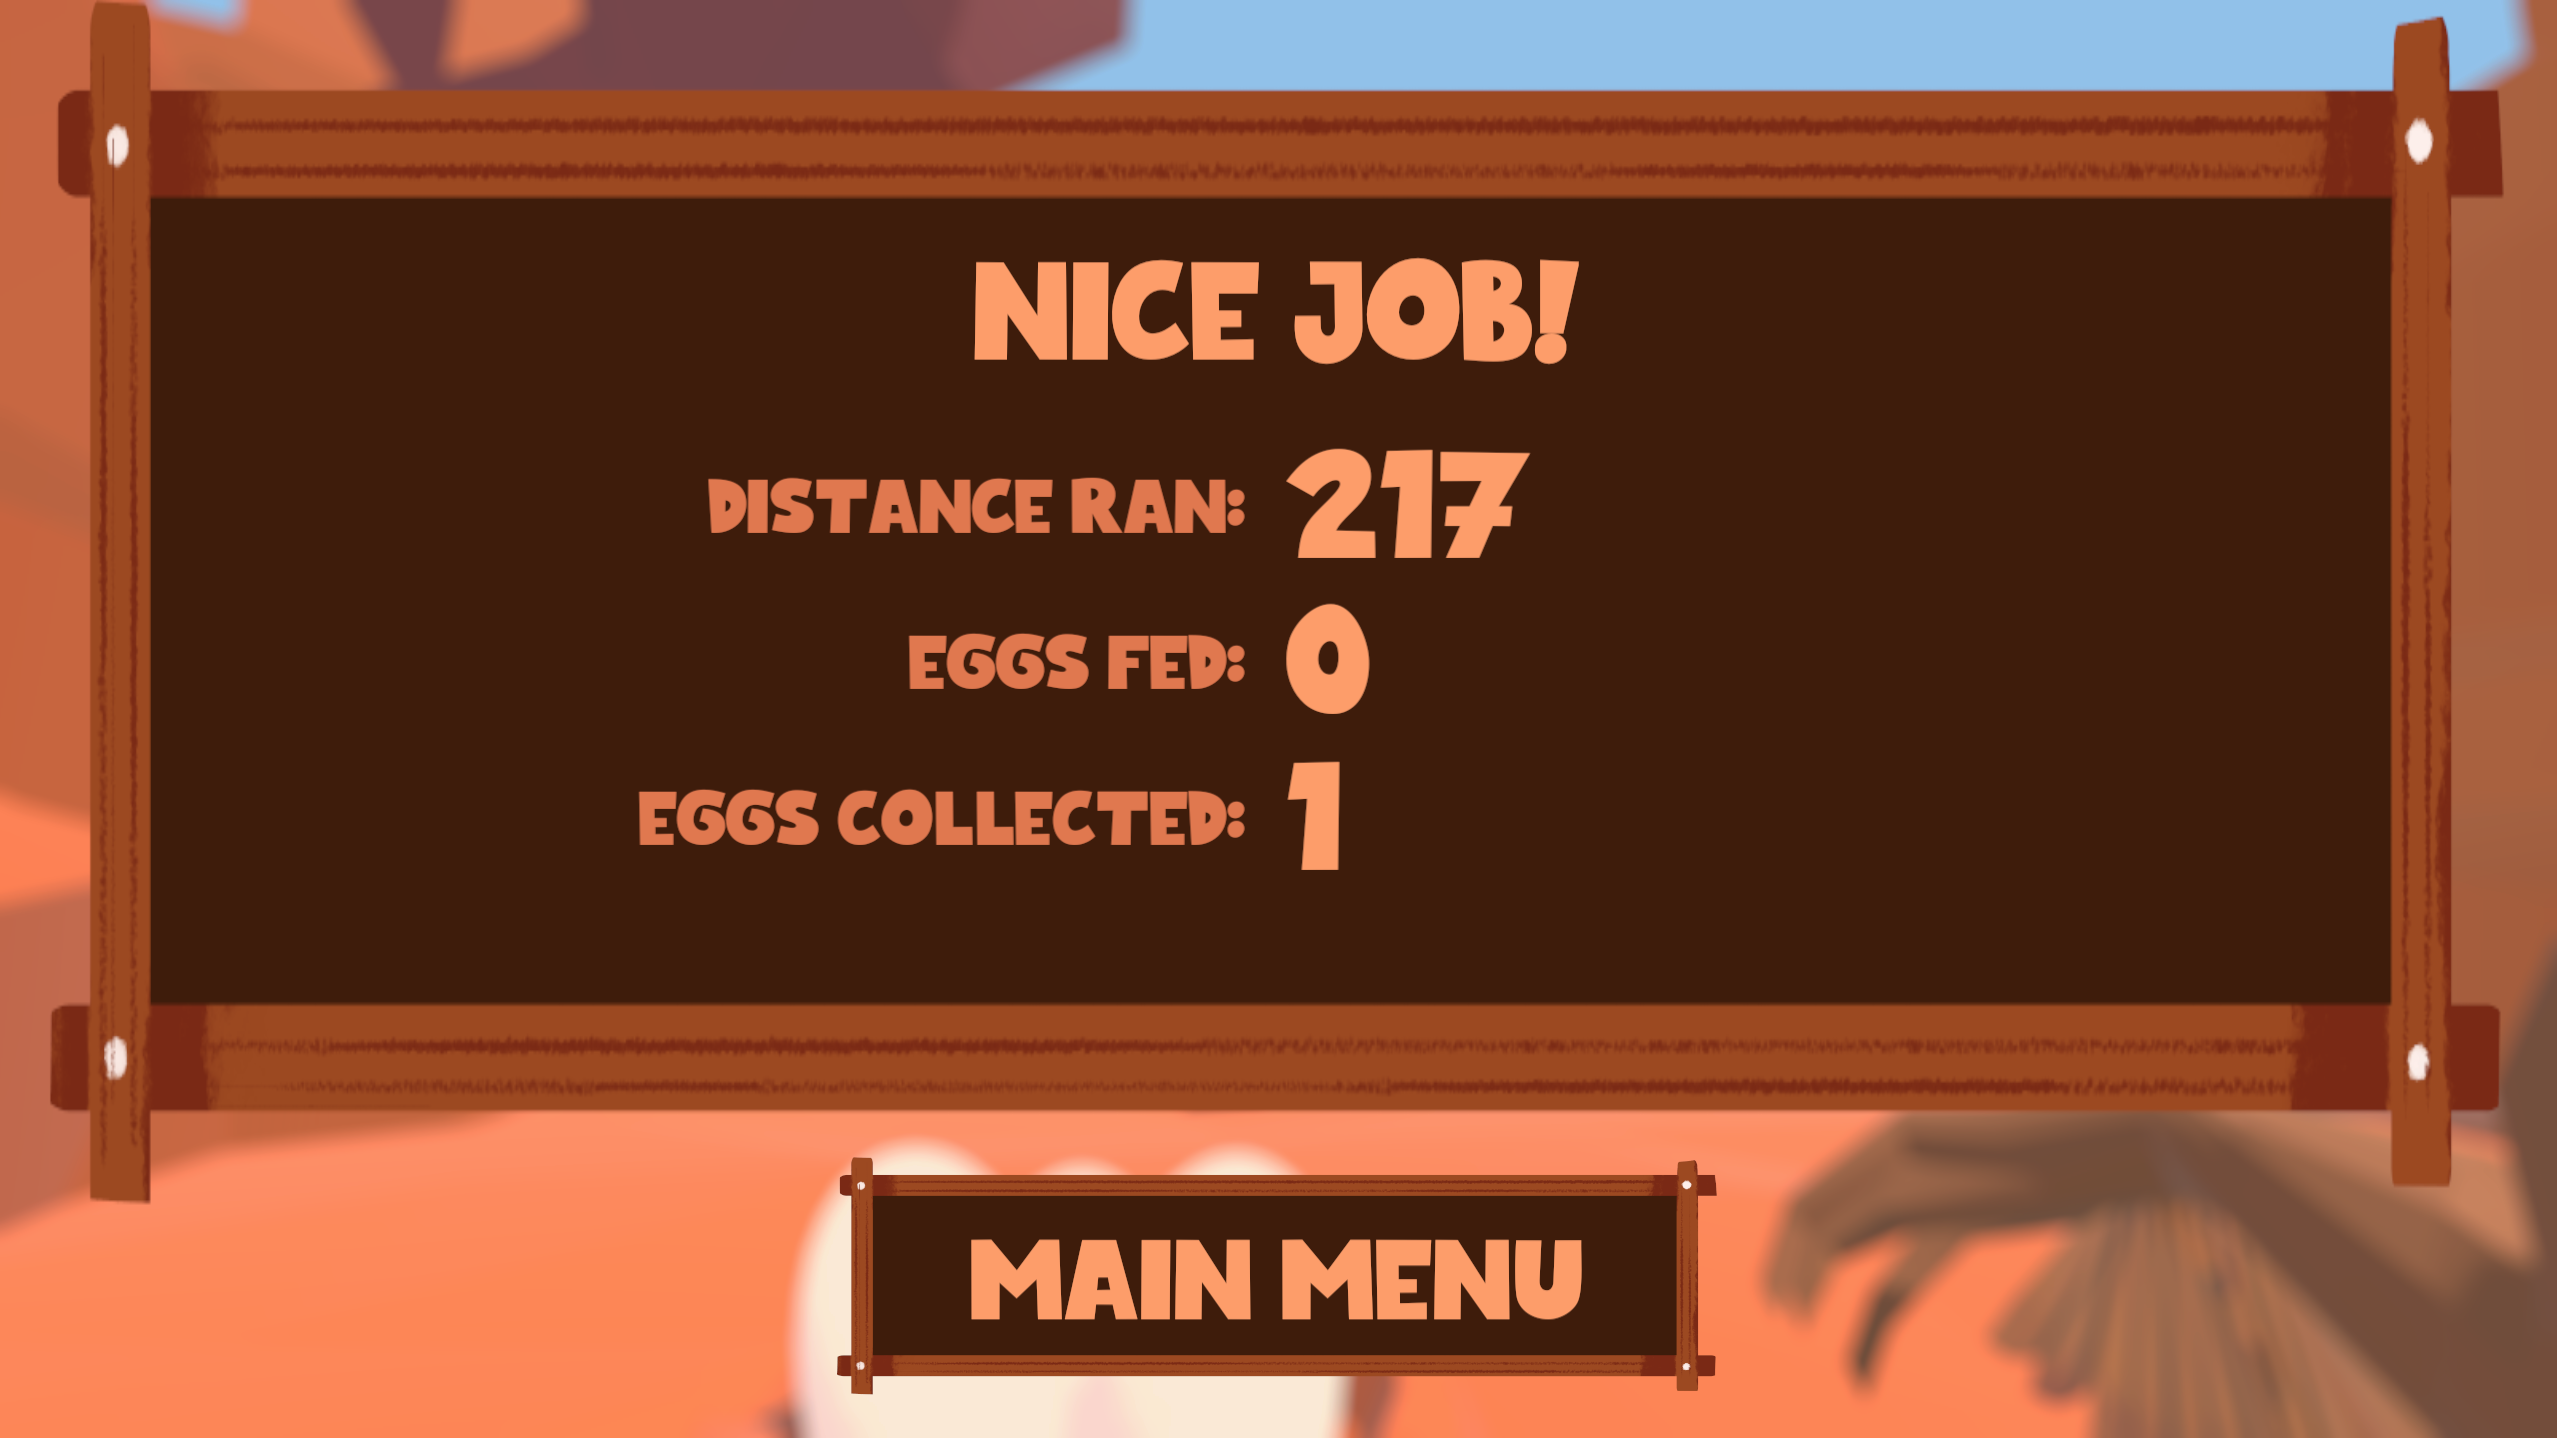 NICE JOB!
DISTANCE RAN: 217
EGGS FED: 0
EGGS COLLECTED: 1
MAIN MENU